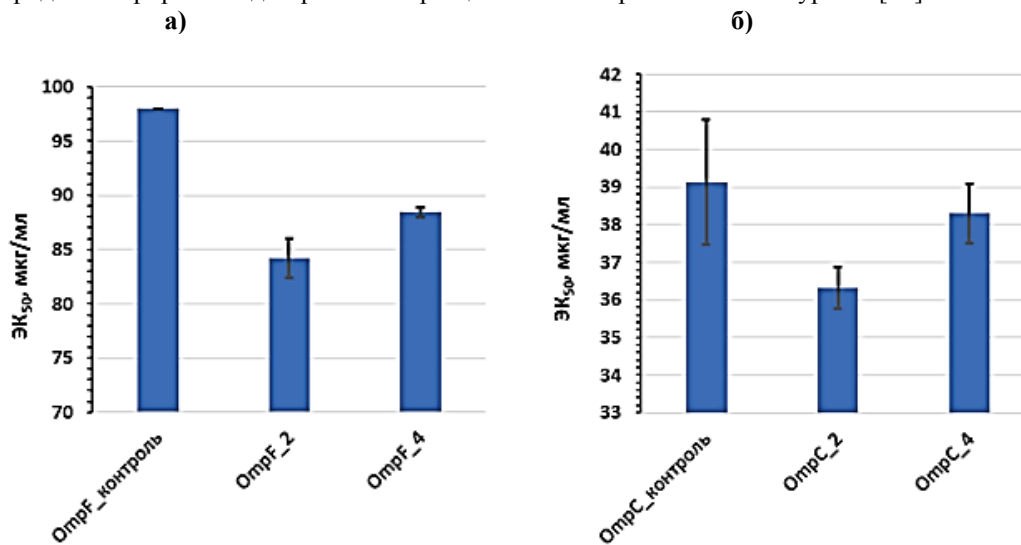 а)
б)
ЭК50, мкг/мл
100
95
90
85
80
75
70
OmpF_контроль
OmpF_2
OmpF_4
ЭК50, мкг/мл
42
41
40
39
38
37
36
35
34
33
OmpC_контроль
OmpC_2
OmpC_4